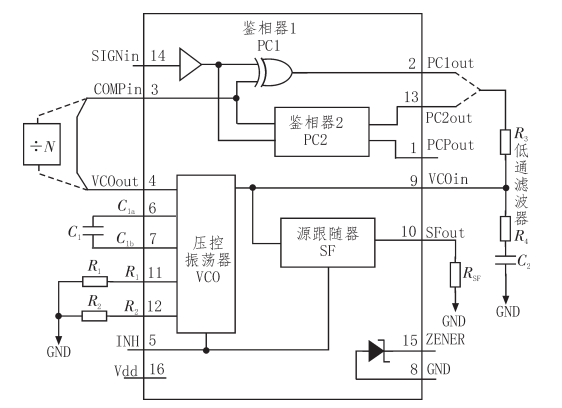 鉴相器1
PC1
SIGNin 14
2 PC1out
COMPin 3
13
PC2out
鉴相器2
PC2
÷N
1 PCPout
R3
低通滤波器
VCOout 4
9 VCOin
C1a 6
C1
C1b 7
压控
振荡器
VCO
源跟随器
SF
10 SFout
R4
C2
R1 R1 11
RSF
R2 R2 12
GND
GND
GND
INH 5
15 ZENER
Vdd 16
8 GND